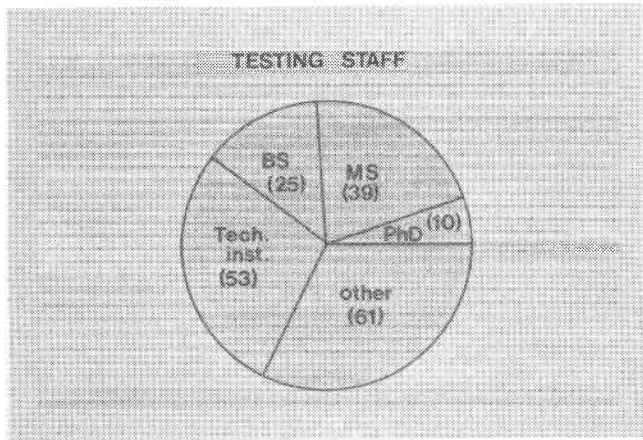 TESTING STAFF
BS
(25)
MS
(39)
(10)
PhD
Tech.
inst.
(53)
other
(61)